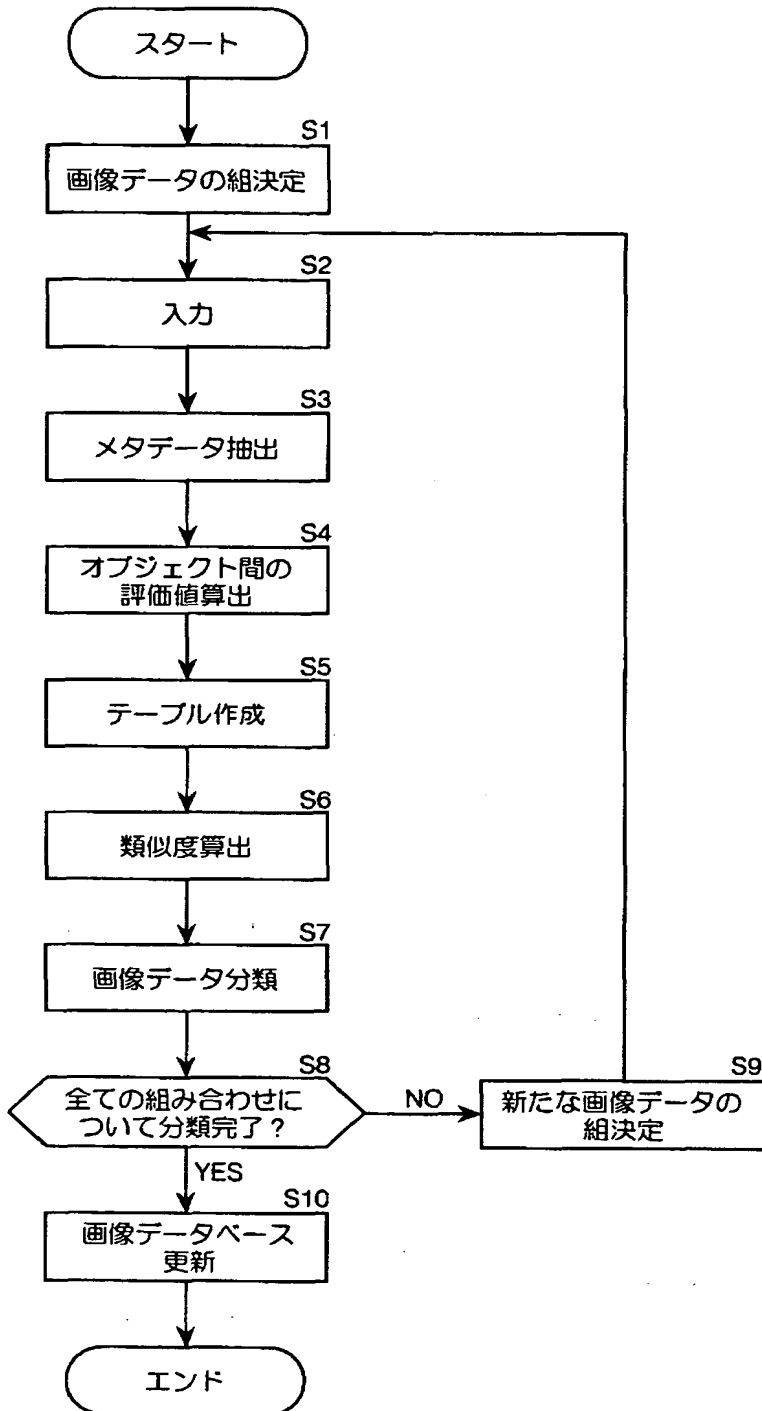 スタート
S1
画像データの組決定
S2
入力
S3
メタデータ抽出
S4
オブジェクト間の
評価値算出
S5
テーブル作成
S6
類似度算出
S7
画像データ分類
S8
全ての組み合わせに
ついて分類完了？
NO
S9
新たな画像データの
組決定
YES
S10
画像データベース
更新
エンド